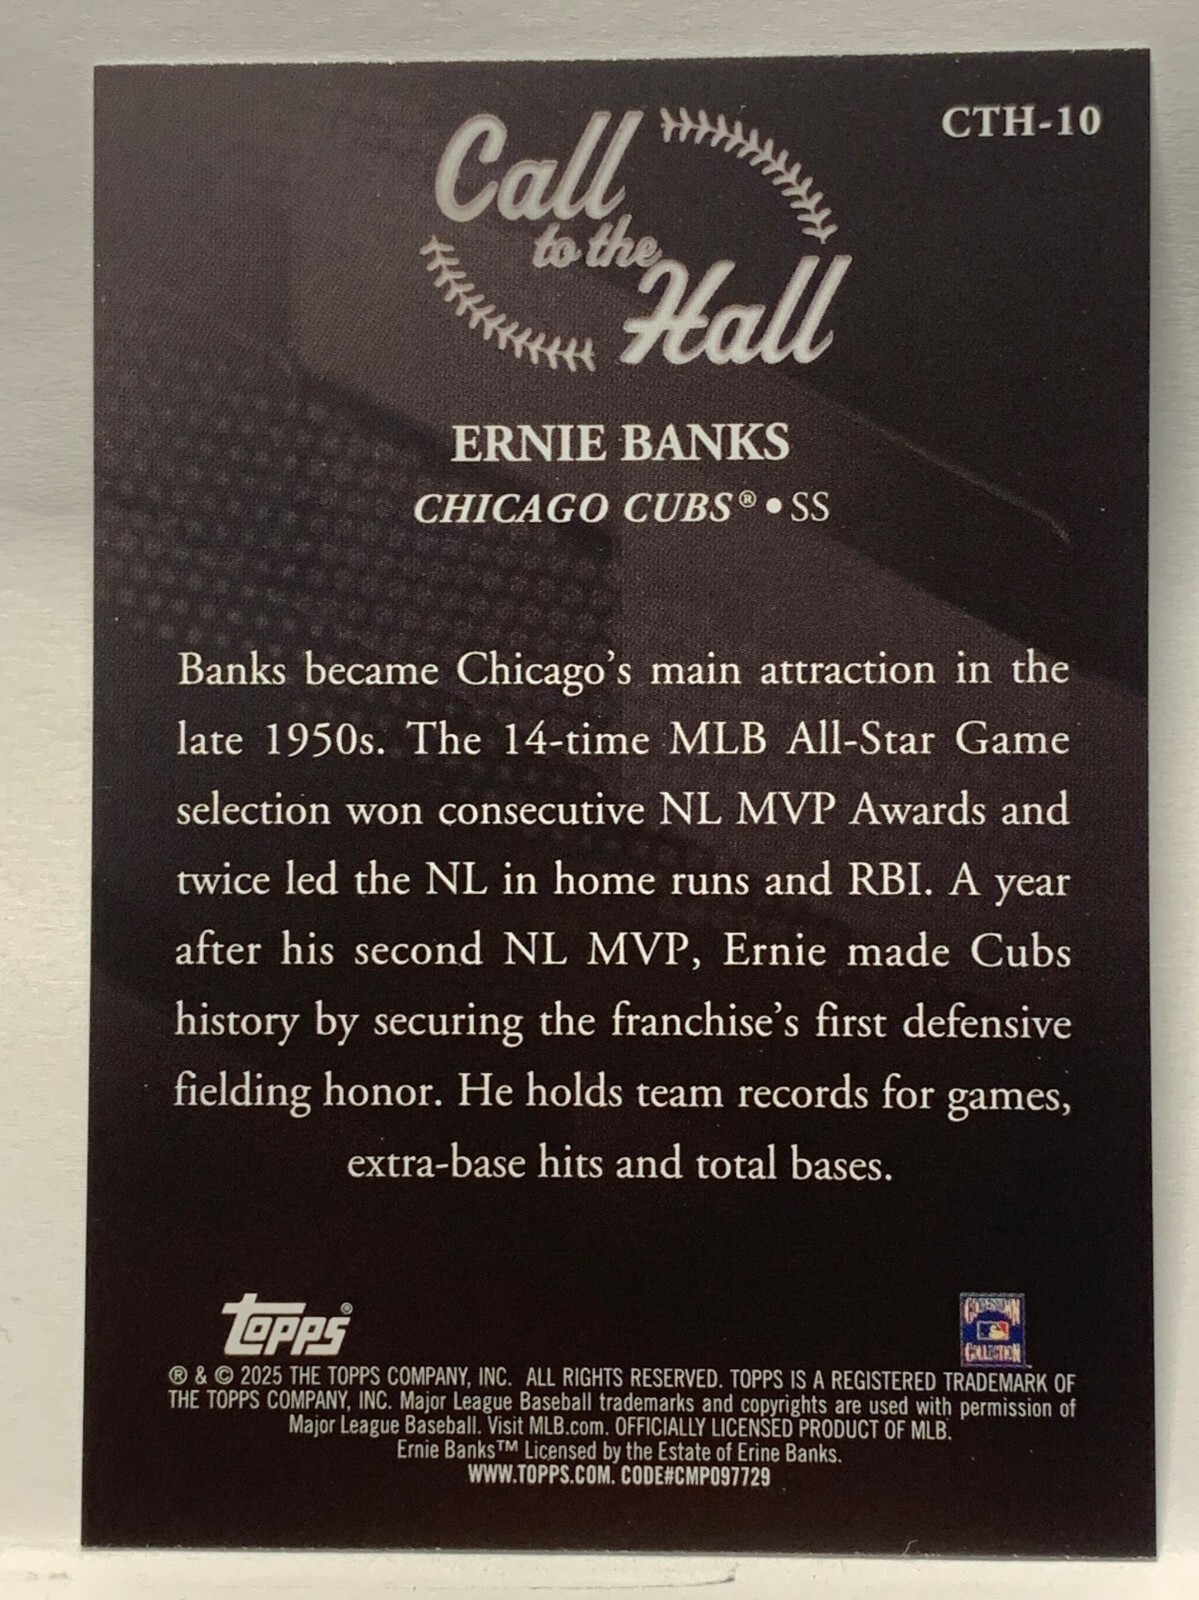 CTH-10
Call
to the
Hall
ERNIE BANKS
CHICAGO CUBS® • SS
Banks became Chicago's main attraction in the
late 1950s. The 14-time MLB All-Star Game
selection won consecutive NL MVP Awards and
twice led the NL in home runs and RBI. A year
after his second NL MVP, Ernie made Cubs
history by securing the franchise's first defensive
fielding honor. He holds team records for games,
extra-base hits and total bases.
topps®
COLLECTION
® & © 2025 THE TOPPS COMPANY, INC. ALL RIGHTS RESERVED. TOPPS IS A REGISTERED TRADEMARK OF
THE TOPPS COMPANY, INC. Major League Baseball trademarks and copyrights are used with permission of
Major League Baseball. Visit MLB.com. OFFICIALLY LICENSED PRODUCT OF MLB.
Ernie Banks™ Licensed by the Estate of Erine Banks.
WWW.TOPPS.COM. CODE#CMP097729